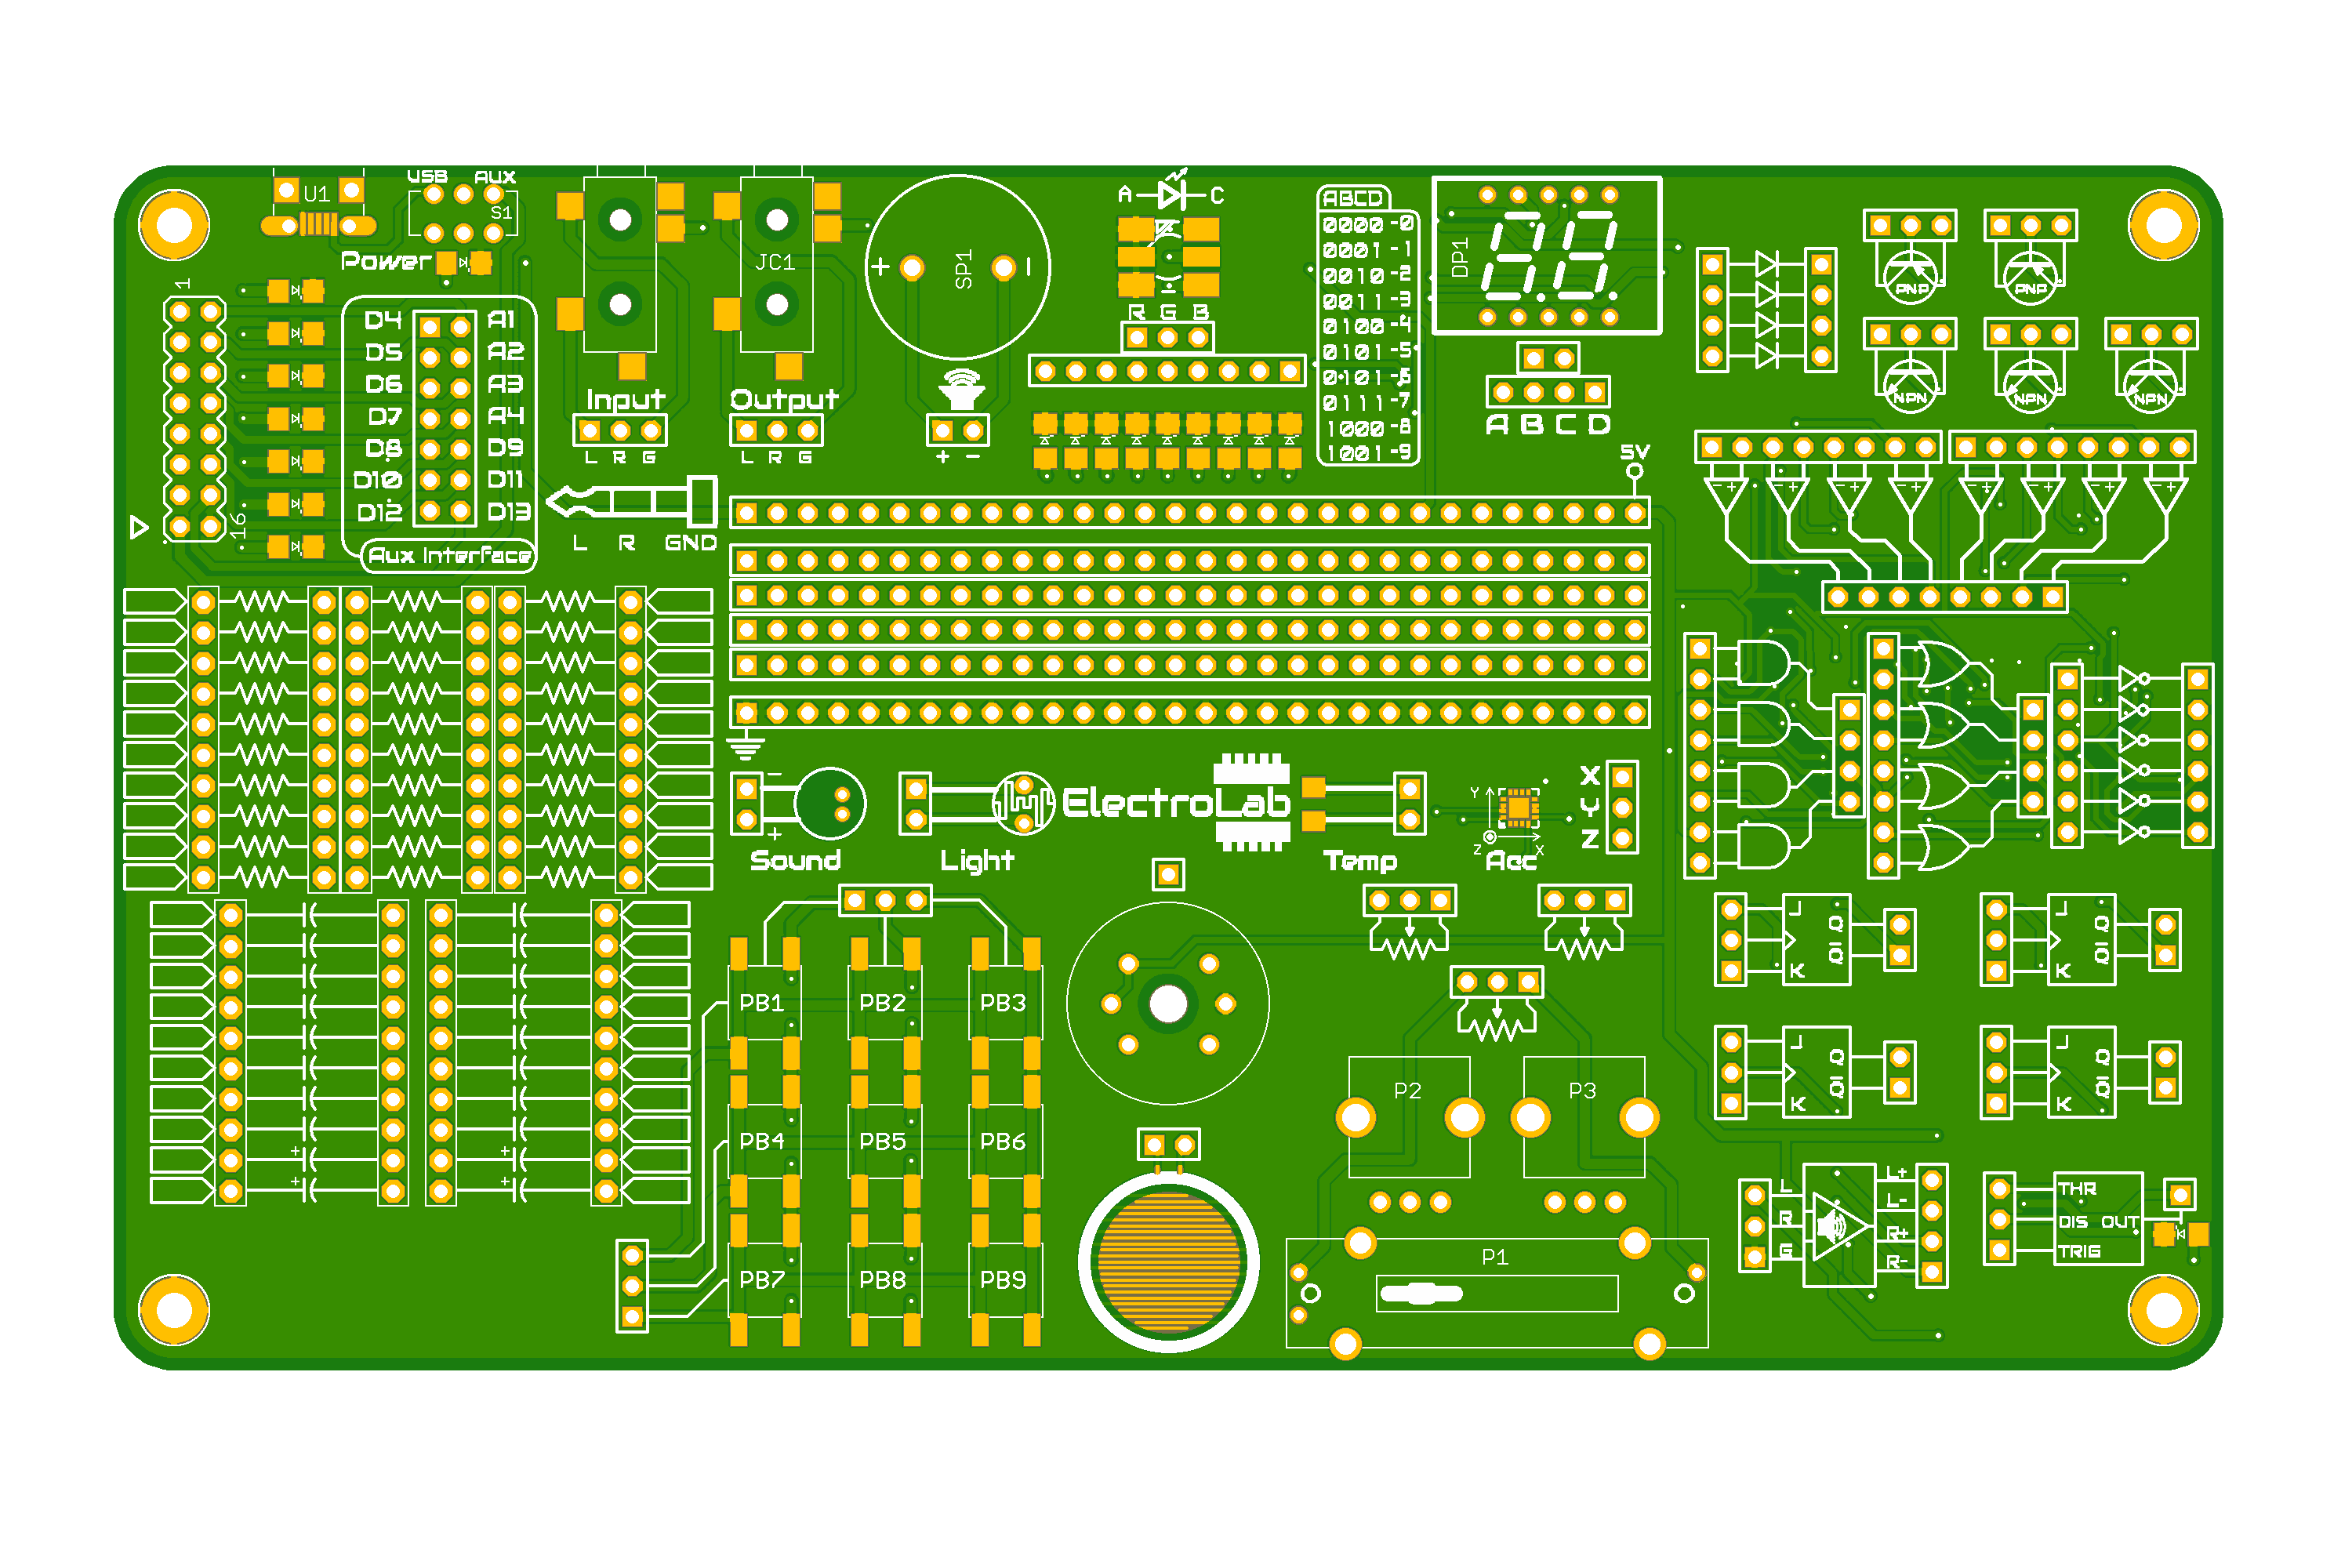 USB AUX
U1
S1
Power
1
16
D4 A1
D5 A2
D6 A3
D7 A4
D8 D9
D10 D11
D12 D13
Aux Interface
JC1
Input
L R G
Output
L R G
L R GND
+ SP1 -
+ -
A C
R G B
ABCD
0000-0
0001-1
0010-2
0011-3
0100-4
0101-5
0101-6
0111-7
1000-8
1001-9
DP1
A B C D
5V
PNP PNP
NPN NPN NPN
- + - + - + - + - + - + - + - +
-
+
Sound
Light
ElectroLab
Temp
Y
Z X
Acc
X
Y
Z
PB1 PB2 PB3
PB4 PB5 PB6
PB7 PB8 PB9
+ +
+ +
P2 P3
P1
J Q
Q
K
J Q
Q
K
J Q
Q
K
J Q
Q
K
L L+
R L-
G R+
R-
THR
DIS OUT
TRIG